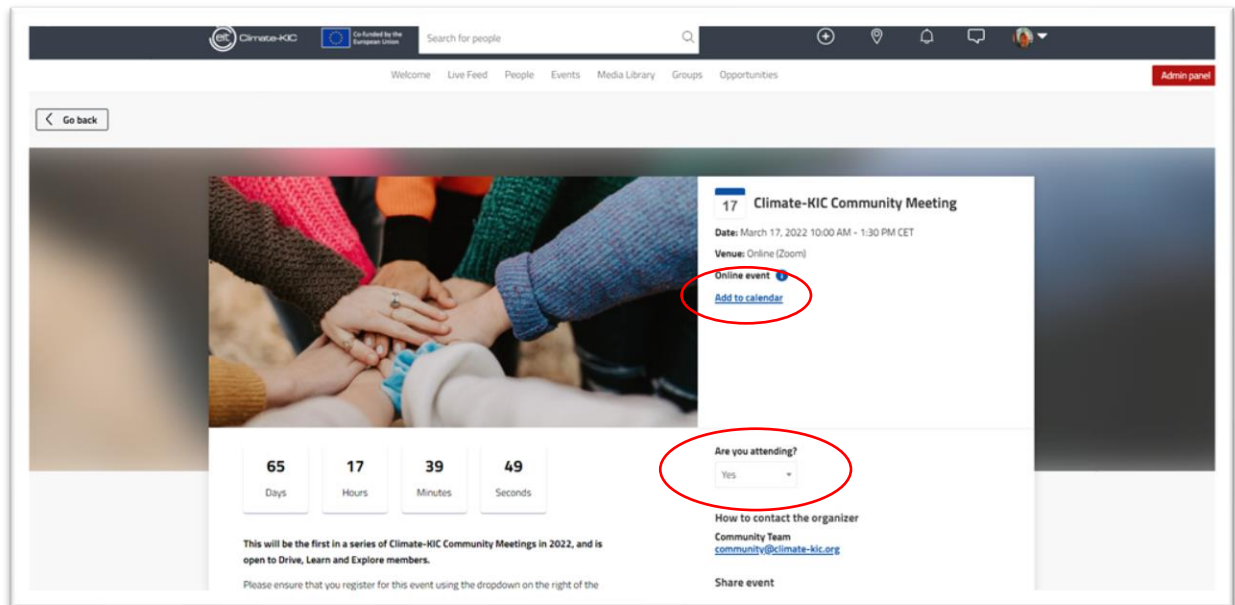 eit Climate-KIC
Co-funded by the
European Union
Search for people
Welcome Live Feed People Events Media Library Groups Opportunities
Admin panel
Go back
17 Climate-KIC Community Meeting
Date: March 17, 2022 10:00 AM - 1:30 PM CET
Venue: Online (Zoom)
Online event
Add to calendar
65 17 39 49
Days Hours Minutes Seconds
This will be the first in a series of Climate-KIC Community Meetings in 2022, and is
open to Drive, Learn and Explore members.
Please ensure that you register for this event using the dropdown on the right of the
Are you attending?
Yes
How to contact the organizer
Community Team
community@climate-kic.org
Share event